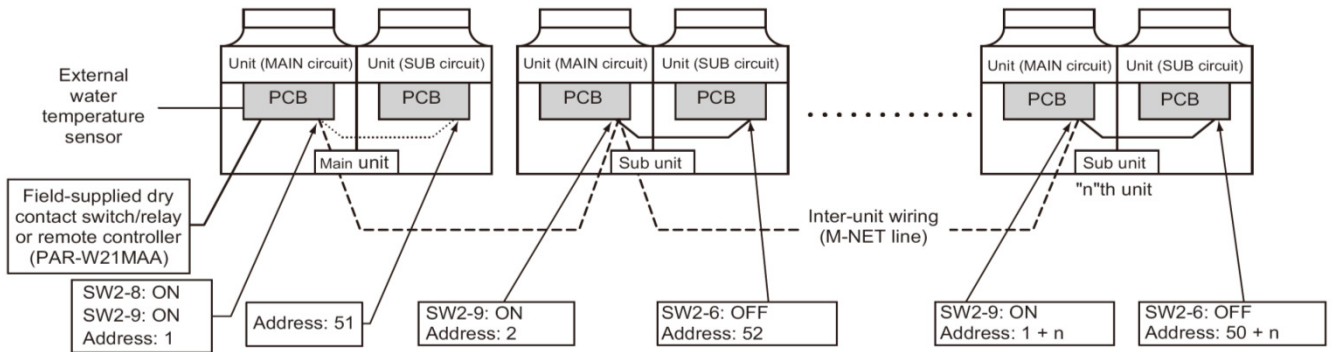 Unit (MAIN circuit)
Unit (SUB circuit)
Unit (MAIN circuit)
Unit (SUB circuit)
Unit (MAIN circuit)
Unit (SUB circuit)
External
water
temperature
sensor
PCB
PCB
PCB
PCB
PCB
PCB
Main unit
Sub unit
Sub unit
"n"th unit
Field-supplied dry
contact switch/relay
or remote controller
(PAR-W21MAA)
Inter-unit wiring
(M-NET line)
SW2-8: ON
SW2-9: ON
Address: 1
Address: 51
SW2-9: ON
Address: 2
SW2-6: OFF
Address: 52
SW2-9: ON
Address: 1 + n
SW2-6: OFF
Address: 50 + n